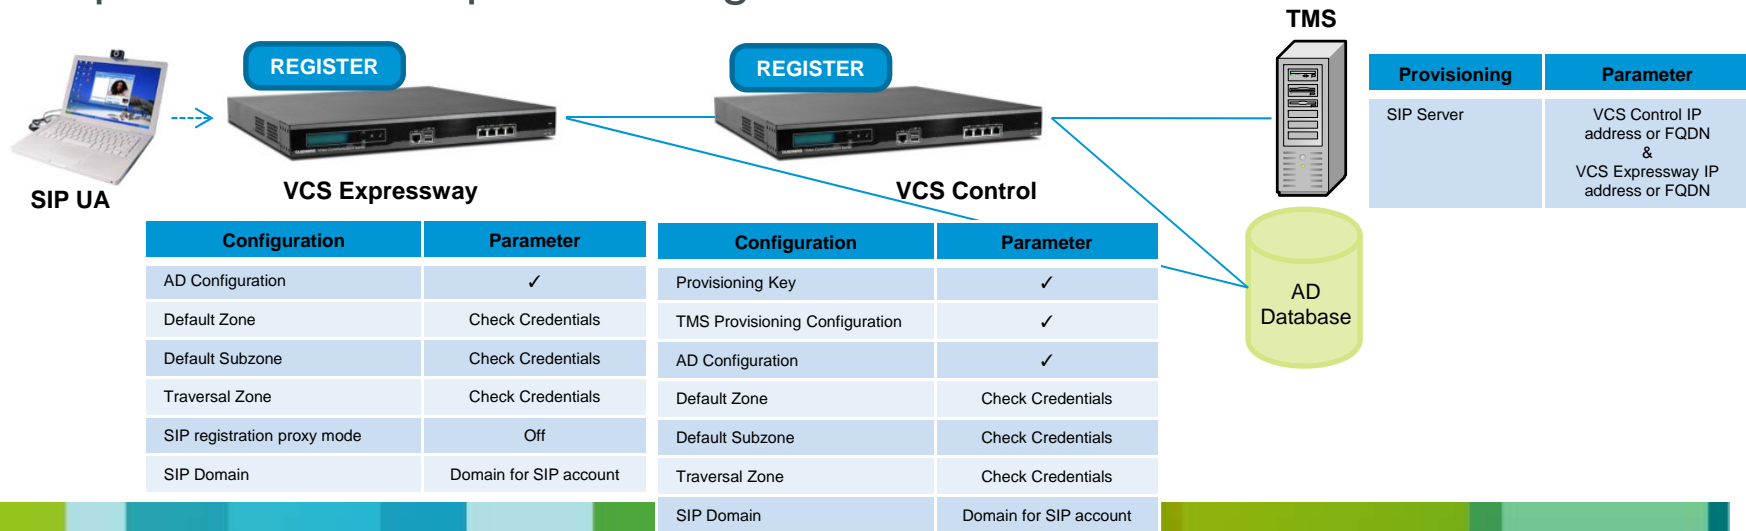 TMS
REGISTER
REGISTER
SIP UA
VCS Expressway
VCS Control
Provisioning Parameter
SIP Server VCS Control IP
address or FQDN
&
VCS Expressway IP
address or FQDN
Configuration Parameter
AD Configuration ✓
Default Zone Check Credentials
Default Subzone Check Credentials
Traversal Zone Check Credentials
SIP registration proxy mode Off
SIP Domain Domain for SIP account
Configuration Parameter
Provisioning Key ✓
TMS Provisioning Configuration ✓
AD Configuration ✓
Default Zone Check Credentials
Default Subzone Check Credentials
Traversal Zone Check Credentials
SIP Domain Domain for SIP account
AD
Database